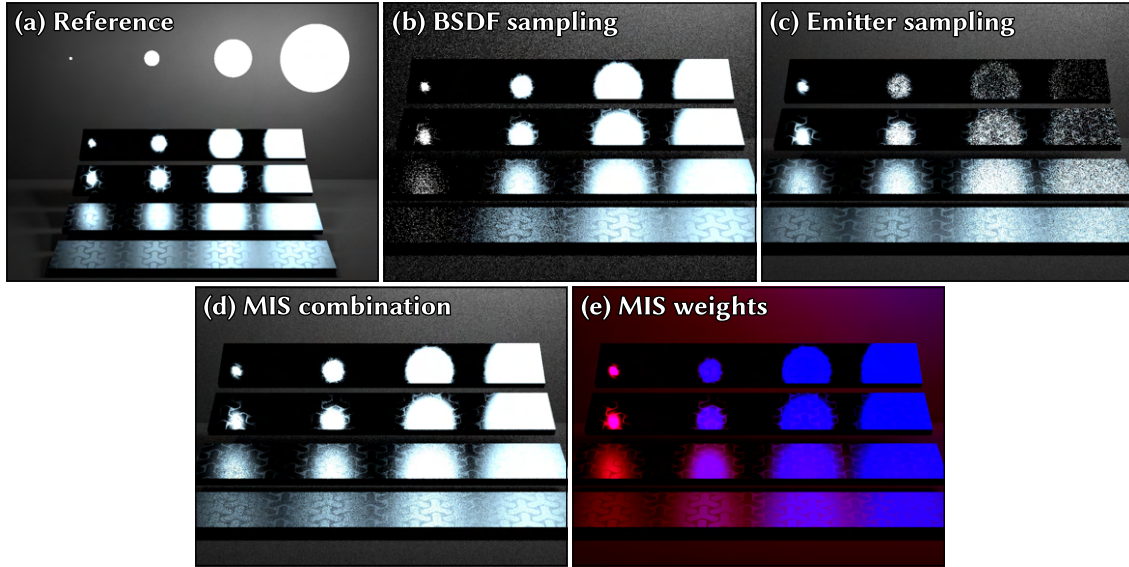 (a) Reference
(b) BSDF sampling
(c) Emitter sampling
(d) MIS combination
(e) MIS weights